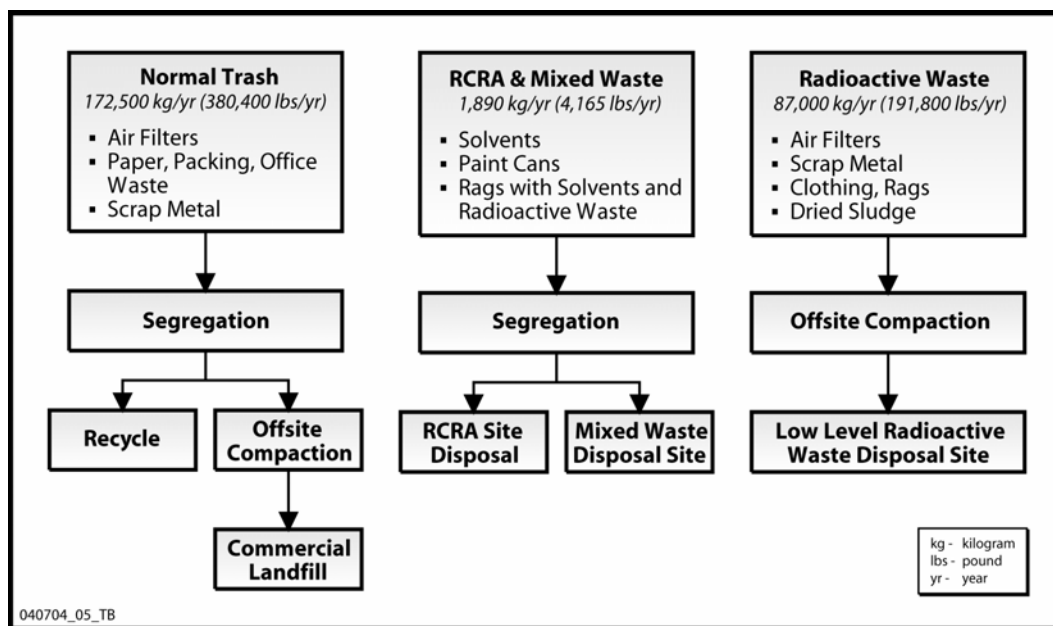 Normal Trash
172,500 kg/yr (380,400 lbs/yr)
▪ Air Filters
▪ Paper, Packing, Office
Waste
▪ Scrap Metal
RCRA & Mixed Waste
1,890 kg/yr (4,165 lbs/yr)
▪ Solvents
▪ Paint Cans
▪ Rags with Solvents and
Radioactive Waste
Radioactive Waste
87,000 kg/yr (191,800 lbs/yr)
▪ Air Filters
▪ Scrap Metal
▪ Clothing, Rags
▪ Dried Sludge
Segregation
Segregation
Offsite Compaction
Recycle
Offsite
Compaction
RCRA Site
Disposal
Mixed Waste
Disposal Site
Low Level Radioactive
Waste Disposal Site
Commercial
Landfill
kg - kilogram
lbs - pound
yr - year
040704_05_TB